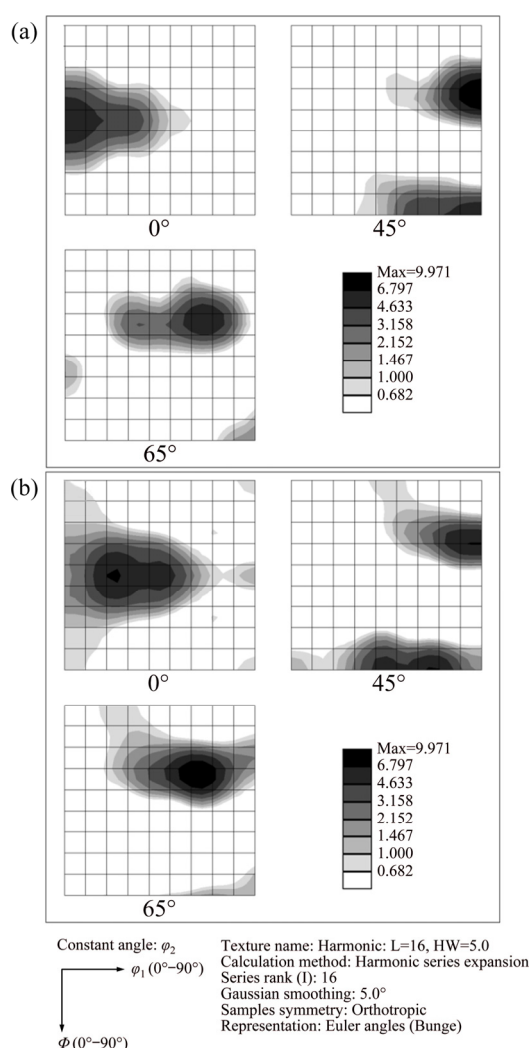 (a)
0°
45°
65°
Max=9.971
6.797
4.633
3.158
2.152
1.467
1.000
0.682
(b)
0°
45°
65°
Max=9.971
6.797
4.633
3.158
2.152
1.467
1.000
0.682
Constant angle: φ₂
φ₁ (0°−90°)
Φ (0°−90°)
Texture name: Harmonic: L=16, HW=5.0
Calculation method: Harmonic series expansion
Series rank (I): 16
Gaussian smoothing: 5.0°
Samples symmetry: Orthotropic
Representation: Euler angles (Bunge)